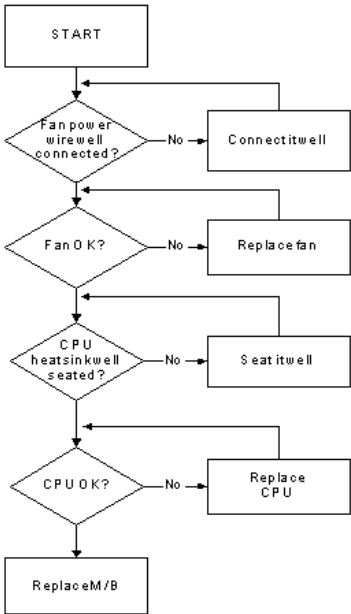 START
Fan power
wire well
connected?
No
Connect it well
Fan OK?
No
Replace fan
CPU
heatsink well
seated?
No
Seat it well
CPU OK?
No
Replace
CPU
Replace M/B